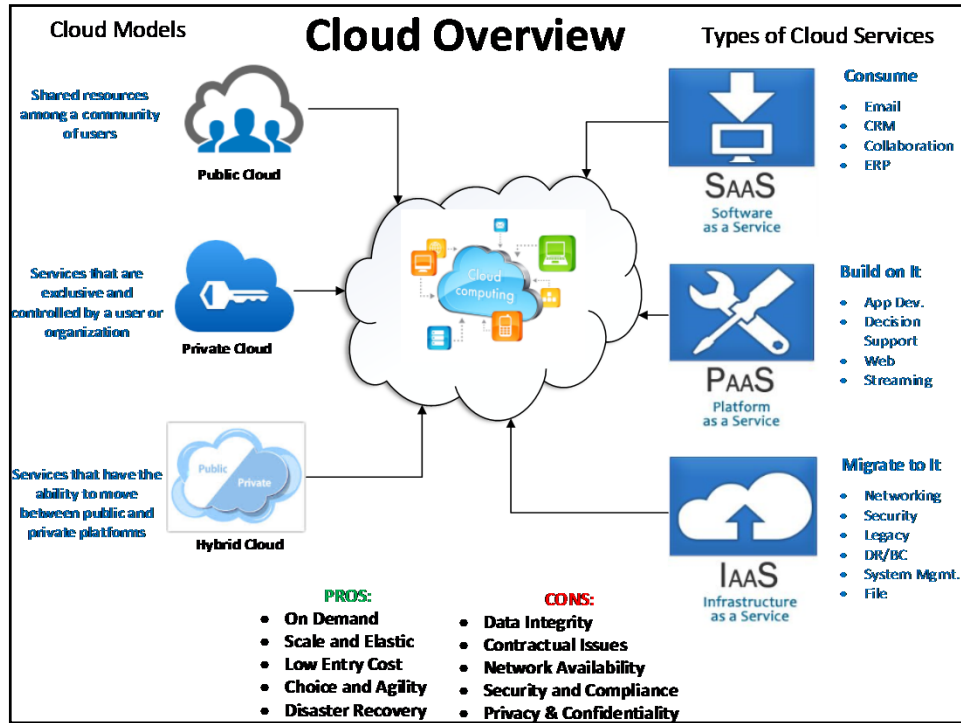 Cloud Overview
Cloud Models
Shared resources
among a community
of users
Public Cloud
Services that are
exclusive and
controlled by a user or
organization
Private Cloud
Services that have the
ability to move
between public and
private platforms
Public
Private
Hybrid Cloud
Cloud
computing
Types of Cloud Services
SAAS
Software
as a Service
Consume
• Email
• CRM
• Collaboration
• ERP
PAAS
Platform
as a Service
Build on It
• App Dev.
• Decision
Support
• Web
• Streaming
IAAS
Infrastructure
as a Service
Migrate to It
• Networking
• Security
• Legacy
• DR/BC
• System Mgmt.
• File
PROS:
• On Demand
• Scale and Elastic
• Low Entry Cost
• Choice and Agility
• Disaster Recovery
CONS:
• Data Integrity
• Contractual Issues
• Network Availability
• Security and Compliance
• Privacy & Confidentiality